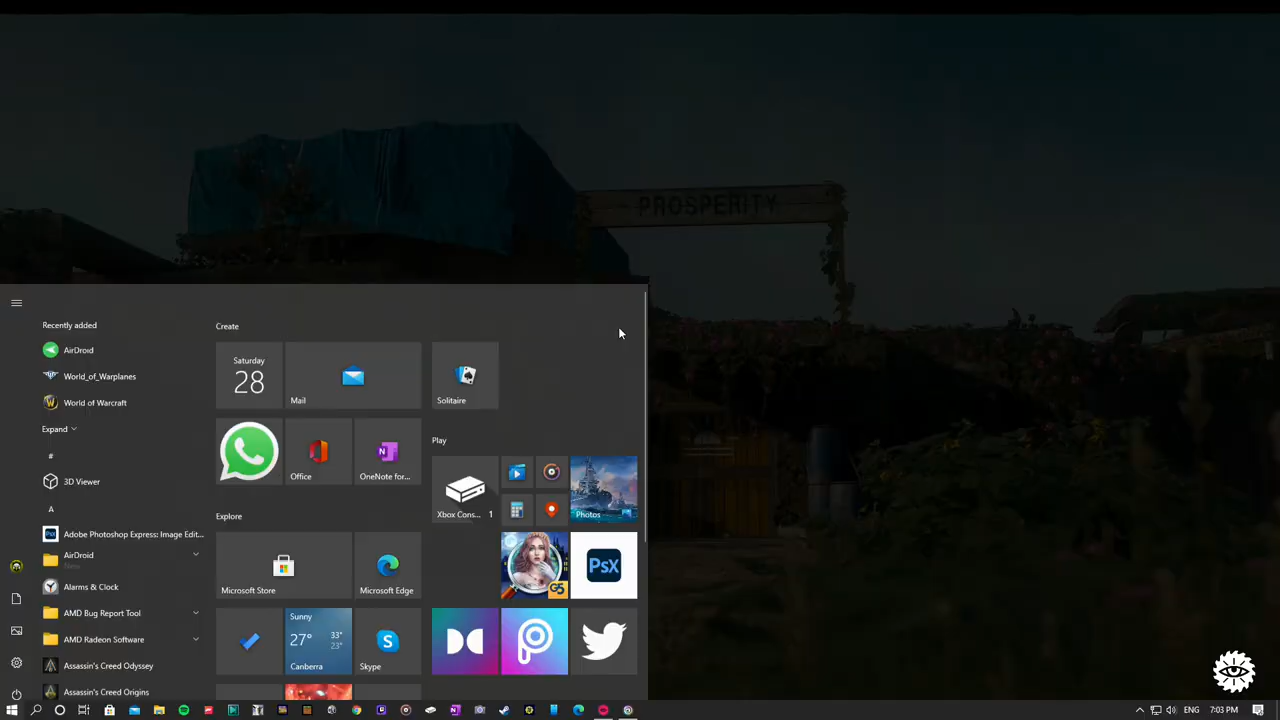 PROSPERITY
Recently added
AirDroid
World_of_Warplanes
World of Warcraft
Expand
#
3D Viewer
A
Adobe Photoshop Express: Image Edit...
AirDroid
New
Alarms & Clock
AMD Bug Report Tool
AMD Radeon Software
Assassin's Creed Odyssey
Assassin's Creed Origins
Create
Saturday
28
Mail
Solitaire
Office
OneNote for...
Play
Xbox Cons... 1
Photos
G5
PsX
Explore
Microsoft Store
Microsoft Edge
Sunny
27° 33°
23°
Canberra
Skype
7:03 PM